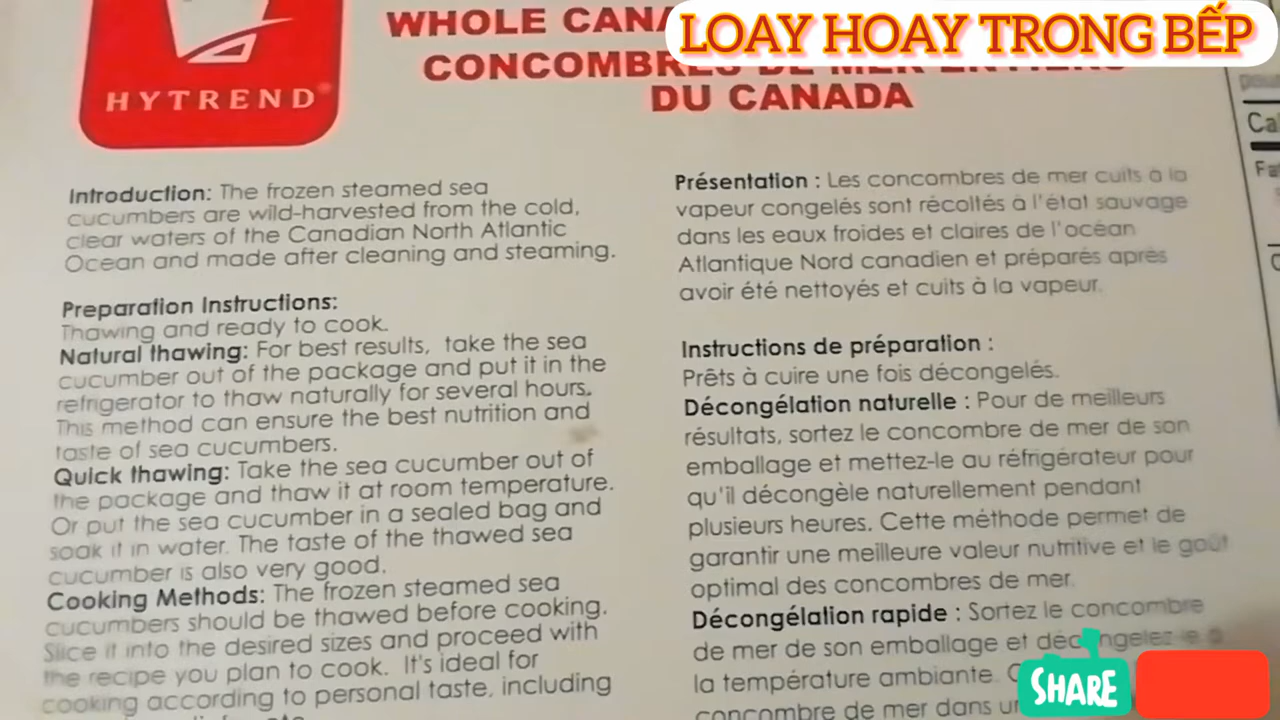 LOAY HOAY TRONG BẾP
HYTREND
WHOLE
CONCOMBRES DE MER ENTIERS
DU CANADA
Introduction: The frozen steamed sea
cucumbers are wild-harvested from the cold,
clear waters of the Canadian North Atlantic
Ocean and made after cleaning and steaming.
Preparation Instructions:
Thawing and ready to cook.
Natural thawing: For best results, take the sea
cucumber out of the package and put it in the
refrigerator to thaw naturally for several hours.
This method can ensure the best nutrition and
taste of sea cucumbers.
Quick thawing: Take the sea cucumber out of
the package and thaw it at room temperature.
Or put the sea cucumber in a sealed bag and
soak it in water. The taste of the thawed sea
cucumber is also very good.
Cooking Methods: The frozen steamed sea
cucumbers should be thawed before cooking.
Slice it into the desired sizes and proceed with
the recipe you plan to cook. It's ideal for
cooking according to personal taste, including
Présentation : Les concombres de mer cuits à la
vapeur congelés sont récoltés à l'état sauvage
dans les eaux froides et claires de l'océan
Atlantique Nord canadien et préparés après
avoir été nettoyés et cuits à la vapeur.
Instructions de préparation :
Prêts à cuire une fois décongelés.
Décongélation naturelle : Pour de meilleurs
résultats, sortez le concombre de mer de son
emballage et mettez-le au réfrigérateur pour
qu'il décongèle naturellement pendant
plusieurs heures. Cette méthode permet de
garantir une meilleure valeur nutritive et le goût
optimal des concombres de mer.
Décongélation rapide : Sortez le concombre
de mer de son emballage et décongelez-le à
la température ambiante.
concombre de mer dans
SHARE